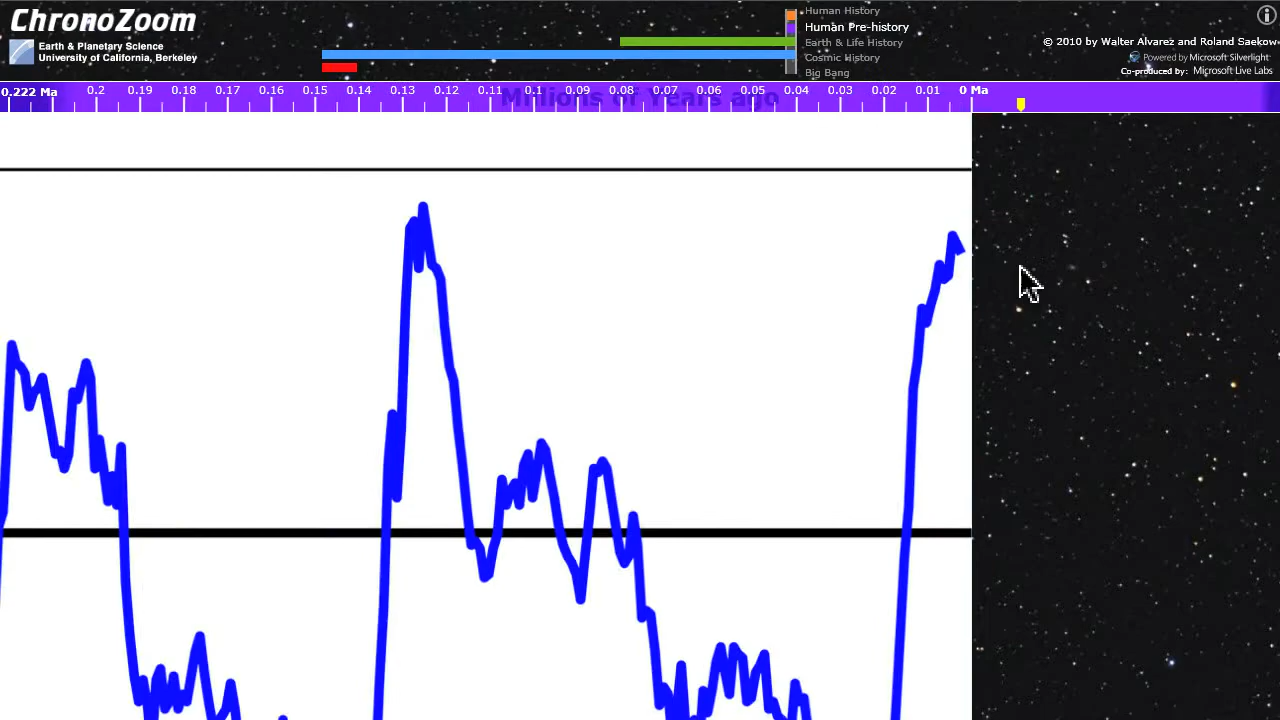 ChronoZoom
Earth & Planetary Science
University of California, Berkeley
Human History
Human Pre-history
Earth & Life History
Cosmic History
Big Bang
© 2010 by Walter Alvarez and Roland Saekow
Powered by Microsoft Silverlight
Co-produced by: Microsoft Live Labs
0.222 Ma 0.2 0.19 0.18 0.17 0.16 0.15 0.14 0.13 0.12 0.11 0.1 0.09 0.08 0.07 0.06 0.05 0.04 0.03 0.02 0.01 0 Ma
Millions of Years ago